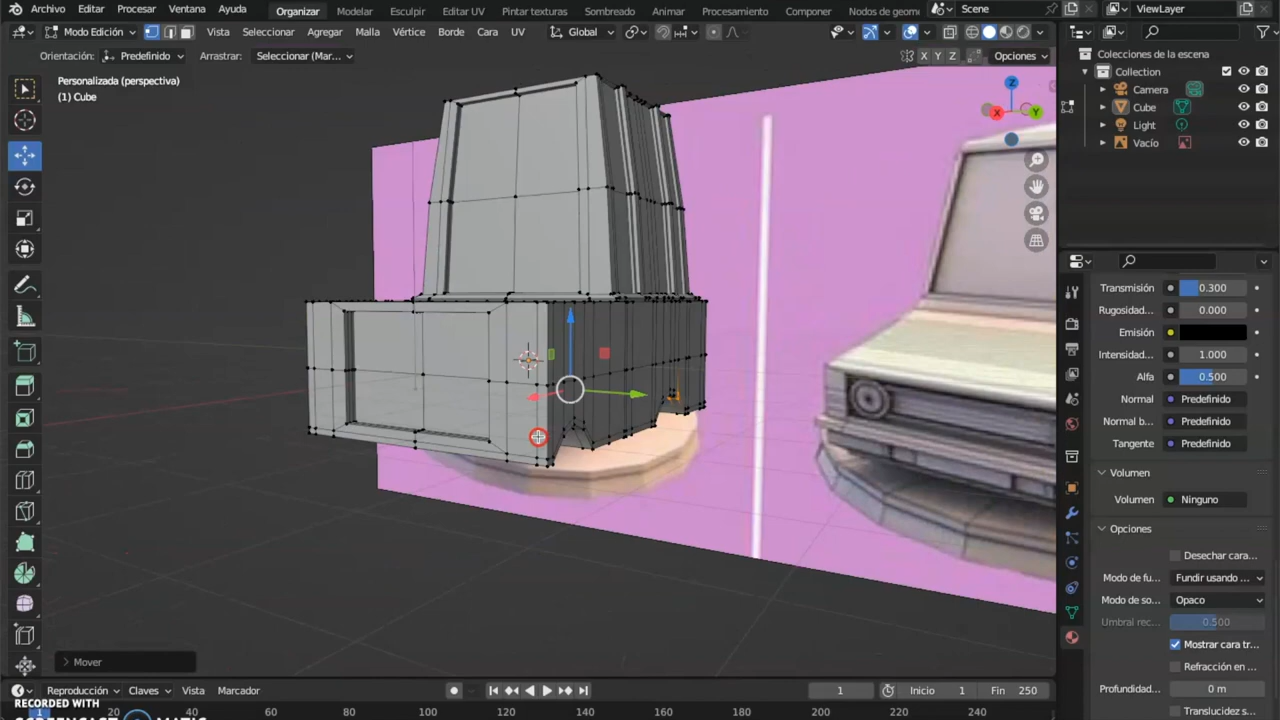 Archivo Editar Procesar Ventana Ayuda Organizar Modelar Esculpir Editar UV Pintar texturas Sombreado Animar Procesamiento Componer Nodos de geome Scene ViewLayer
Modo Edición Vista Seleccionar Agregar Malla Vértice Borde Cara UV Global
Orientación: Predefinido Arrastrar: Seleccionar (Mar... X Y Z Opciones
Personalizada (perspectiva)
(1) Cube
Z
X
Y
Colecciones de la escena
Collection
Camera
Cube
Light
Vacío
Transmisión 0.300
Rugosidad... 0.000
Emisión
Intensidad... 1.000
Alfa 0.500
Normal Predefinido
Normal b... Predefinido
Tangente Predefinido
Volumen
Volumen Ninguno
Opciones
Desechar cara...
Modo de fu... Fundir usando ...
Modo de so... Opaco
Umbral rec... 0.500
Mostrar cara tr...
Refracción en ...
Profundidad... 0 m
Translucidez s...
Mover
Reproducción Claves Vista Marcador 1 Inicio 1 Fin 250
RECORDED WITH
1 20 40 60 80 100 120 140 160 180 200 220 240